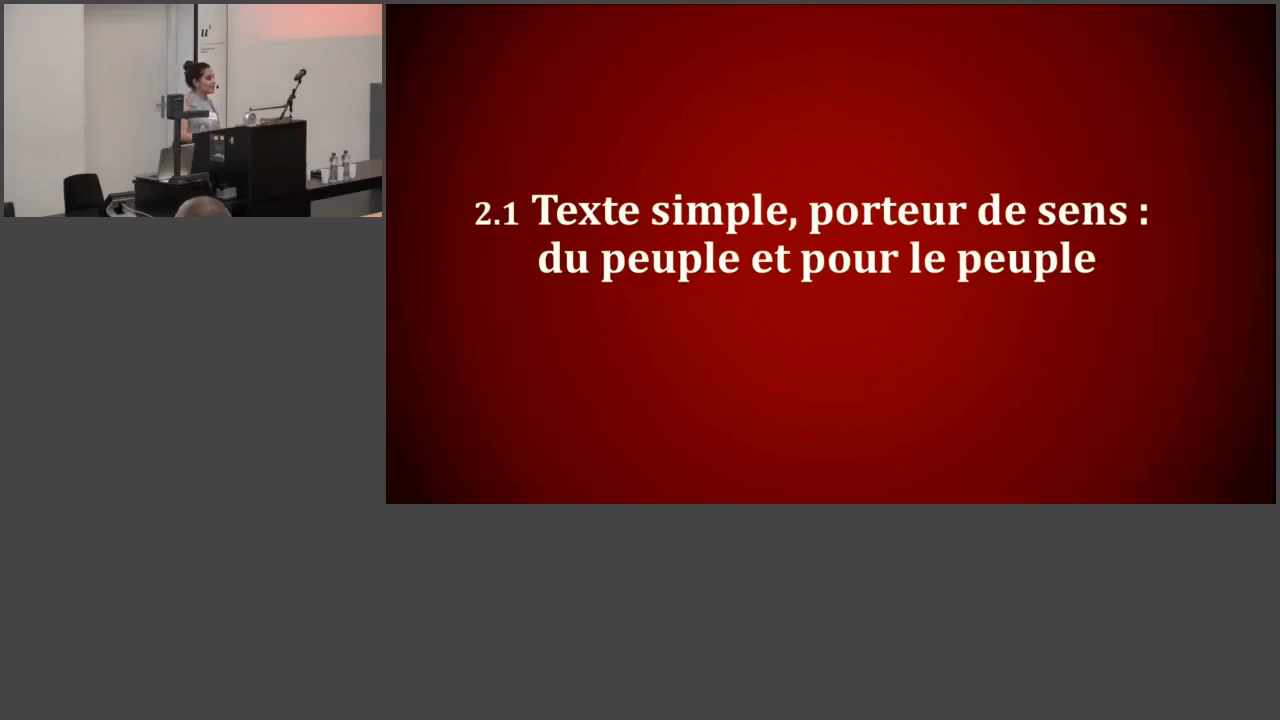 u
2.1 Texte simple, porteur de sens :
du peuple et pour le peuple